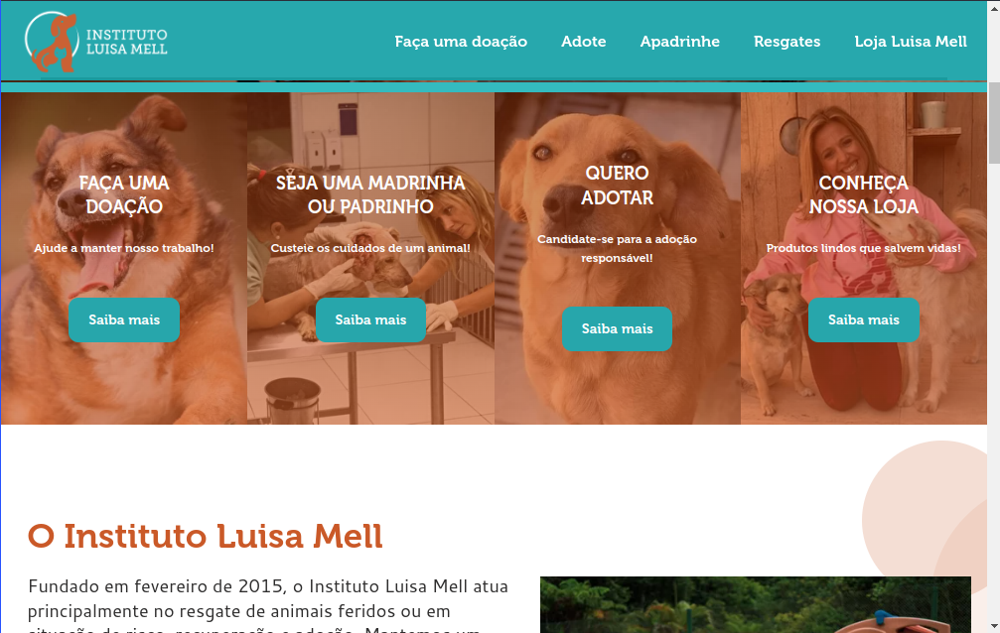 INSTITUTO
LUISA MELL
Faça uma doação
Adote
Apadrinhe
Resgates
Loja Luisa Mell
FAÇA UMA
DOAÇÃO
Ajude a manter nosso trabalho!
Saiba mais
SEJA UMA MADRINHA
OU PADRINHO
Custeie os cuidados de um animal!
Saiba mais
QUERO
ADOTAR
Candidate-se para a adoção
responsável!
Saiba mais
CONHEÇA
NOSSA LOJA
Produtos lindos que salvem vidas!
Saiba mais
O Instituto Luisa Mell
Fundado em fevereiro de 2015, o Instituto Luisa Mell atua
principalmente no resgate de animais feridos ou em
situação de risco, recuperação e adoção. Mantemos um